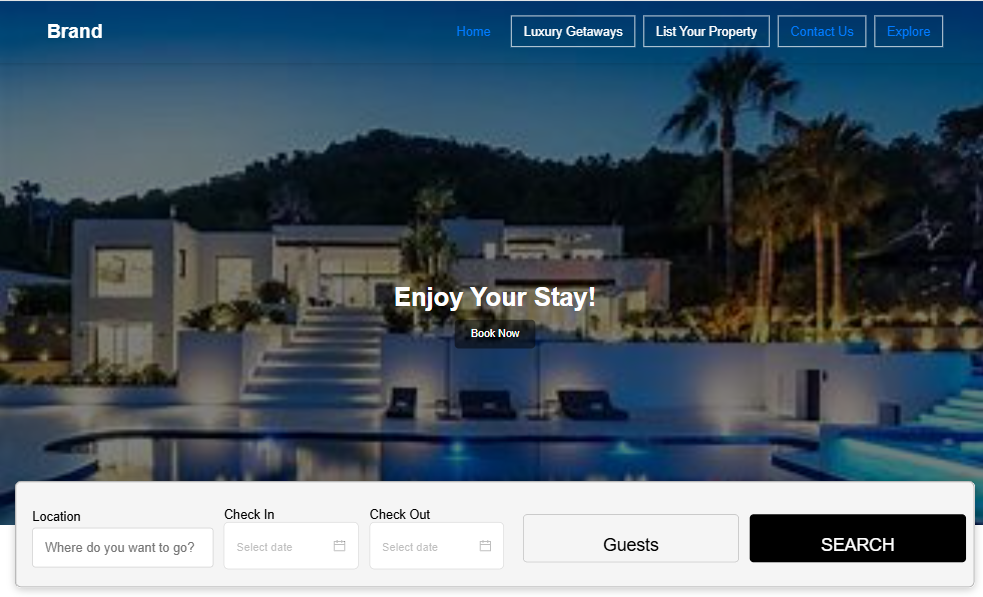 Brand
Home Luxury Getaways List Your Property Contact Us Explore
Enjoy Your Stay!
Book Now
Location Check In Check Out
Where do you want to go? Select date Select date Guests SEARCH